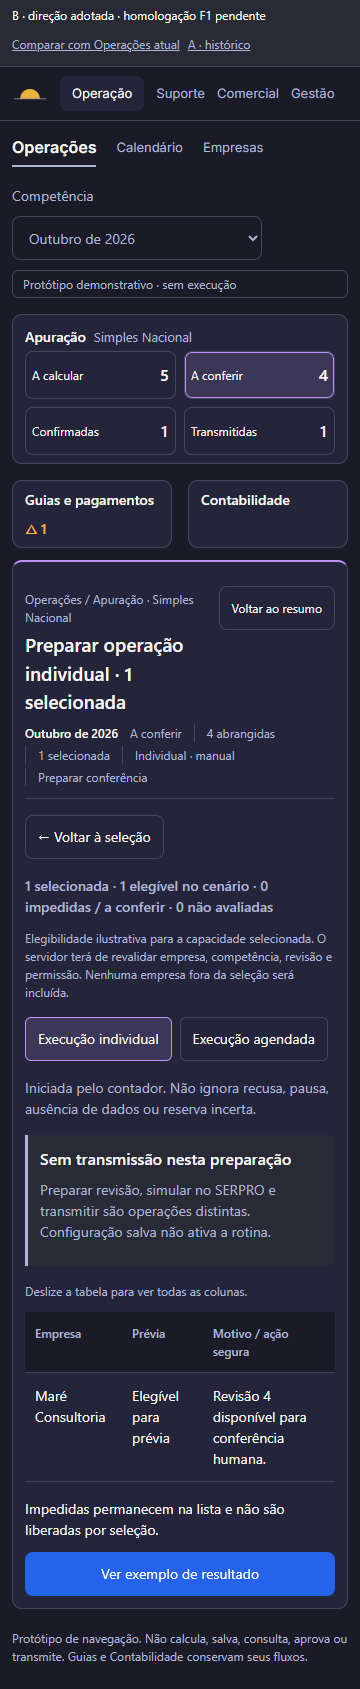 B · direção adotada · homologação F1 pendente
Comparar com Operações atual A · histórico
Operação Suporte Comercial Gestão
Operações Calendário Empresas
Competência
Outubro de 2026
Protótipo demonstrativo · sem execução
Apuração Simples Nacional
A calcular 5
A conferir 4
Confirmadas 1
Transmitidas 1
Guias e pagamentos
△ 1
Contabilidade
Operações / Apuração · Simples
Nacional
Voltar ao resumo
Preparar operação
individual · 1
selecionada
Outubro de 2026 A conferir 4 abrangidas
1 selecionada Individual · manual
Preparar conferência
← Voltar à seleção
1 selecionada · 1 elegível no cenário · 0
impedidas / a conferir · 0 não avaliadas
Elegibilidade ilustrativa para a capacidade selecionada. O
servidor terá de revalidar empresa, competência, revisão e
permissão. Nenhuma empresa fora da seleção será
incluída.
Execução individual Execução agendada
Iniciada pelo contador. Não ignora recusa, pausa,
ausência de dados ou reserva incerta.
Sem transmissão nesta preparação
Preparar revisão, simular no SERPRO e
transmitir são operações distintas.
Configuração salva não ativa a rotina.
Deslize a tabela para ver todas as colunas.
Empresa Prévia Motivo / ação
segura
Maré Elegível Revisão 4
Consultoria para disponível para
prévia conferência
humana.
Impedidas permanecem na lista e não são
liberadas por seleção.
Ver exemplo de resultado
Protótipo de navegação. Não calcula, salva, consulta, aprova ou
transmite. Guias e Contabilidade conservam seus fluxos.